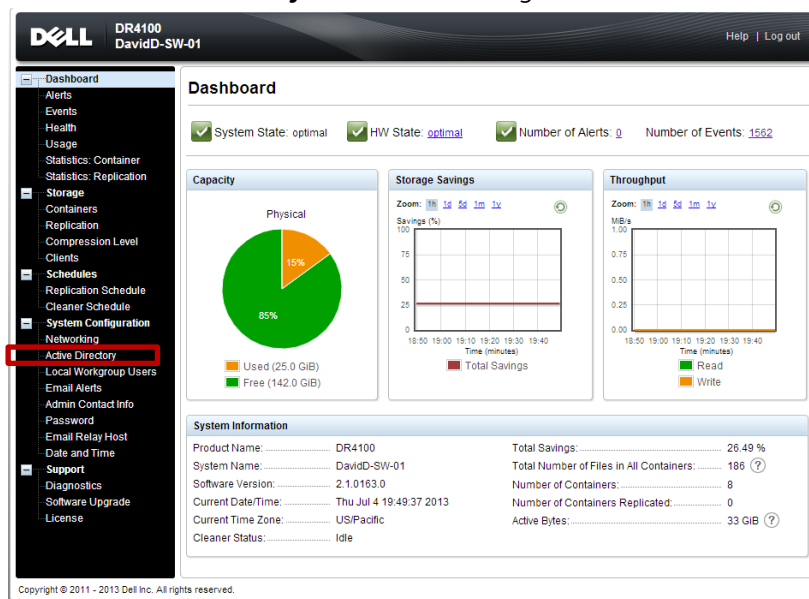 DELL
DR4100
DavidD-SW-01
Help | Log out
Dashboard
Alerts
Events
Health
Usage
Statistics: Container
Statistics: Replication
Storage
Containers
Replication
Compression Level
Clients
Schedules
Replication Schedule
Cleaner Schedule
System Configuration
Networking
Active Directory
Local Workgroup Users
Email Alerts
Admin Contact Info
Password
Email Relay Host
Date and Time
Support
Diagnostics
Software Upgrade
License
Dashboard
System State: optimal HW State: optimal Number of Alerts: 0 Number of Events: 1562
Capacity
Physical
15%
85%
Used (25.0 GiB)
Free (142.0 GiB)
Storage Savings
Zoom: 1h 1d 5d 1m 1y
Savings (%)
100
75
50
25
0
18:50 19:00 19:10 19:20 19:30 19:40
Time (minutes)
Total Savings
Throughput
Zoom: 1h 1d 5d 1m 1y
MiB/s
1.00
0.75
0.50
0.25
0.00
18:50 19:00 19:10 19:20 19:30 19:40
Time (minutes)
Read
Write
System Information
Product Name: DR4100
System Name: DavidD-SW-01
Software Version: 2.1.0163.0
Current Date/Time: Thu Jul 4 19:49:37 2013
Current Time Zone: US/Pacific
Cleaner Status: Idle
Total Savings: 26.49 %
Total Number of Files in All Containers: 186 ?
Number of Containers: 8
Number of Containers Replicated: 0
Active Bytes: 33 GiB ?
Copyright © 2011 - 2013 Dell Inc. All rights reserved.